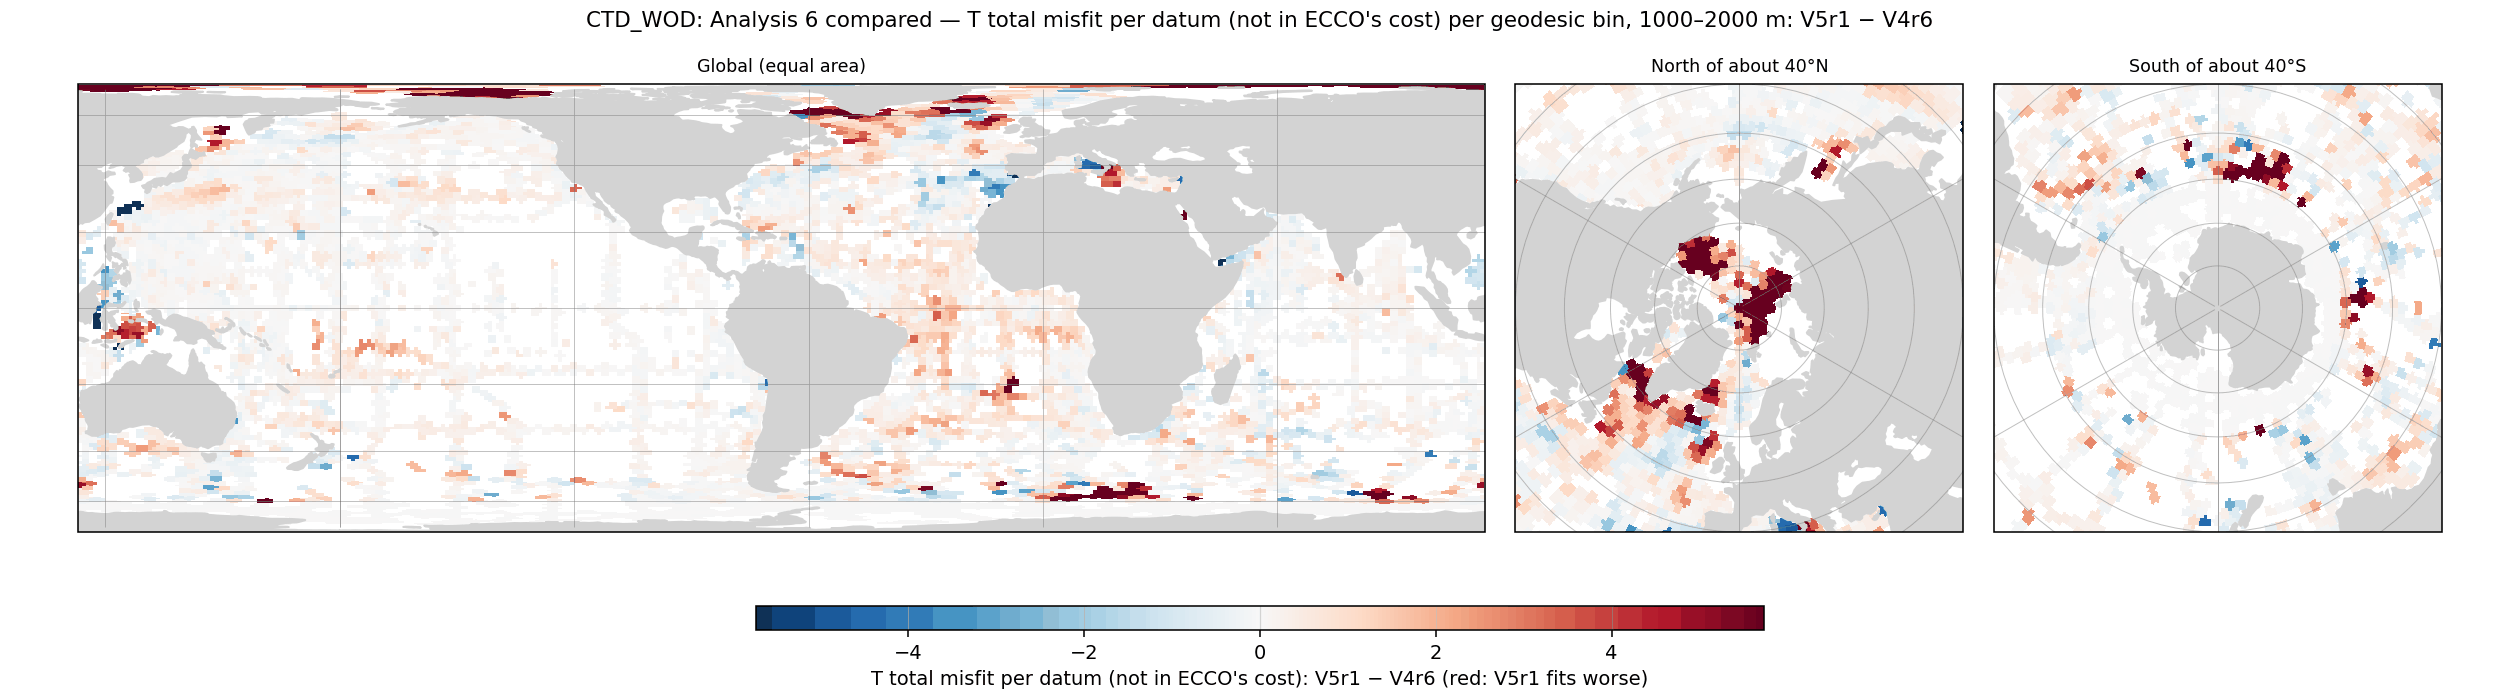 CTD_WOD: Analysis 6 compared — T total misfit per datum (not in ECCO's cost) per geodesic bin, 1000–2000 m: V5r1 − V4r6
Global (equal area)
North of about 40°N
South of about 40°S
−4
−2
0
2
4
T total misfit per datum (not in ECCO's cost): V5r1 − V4r6 (red: V5r1 fits worse)